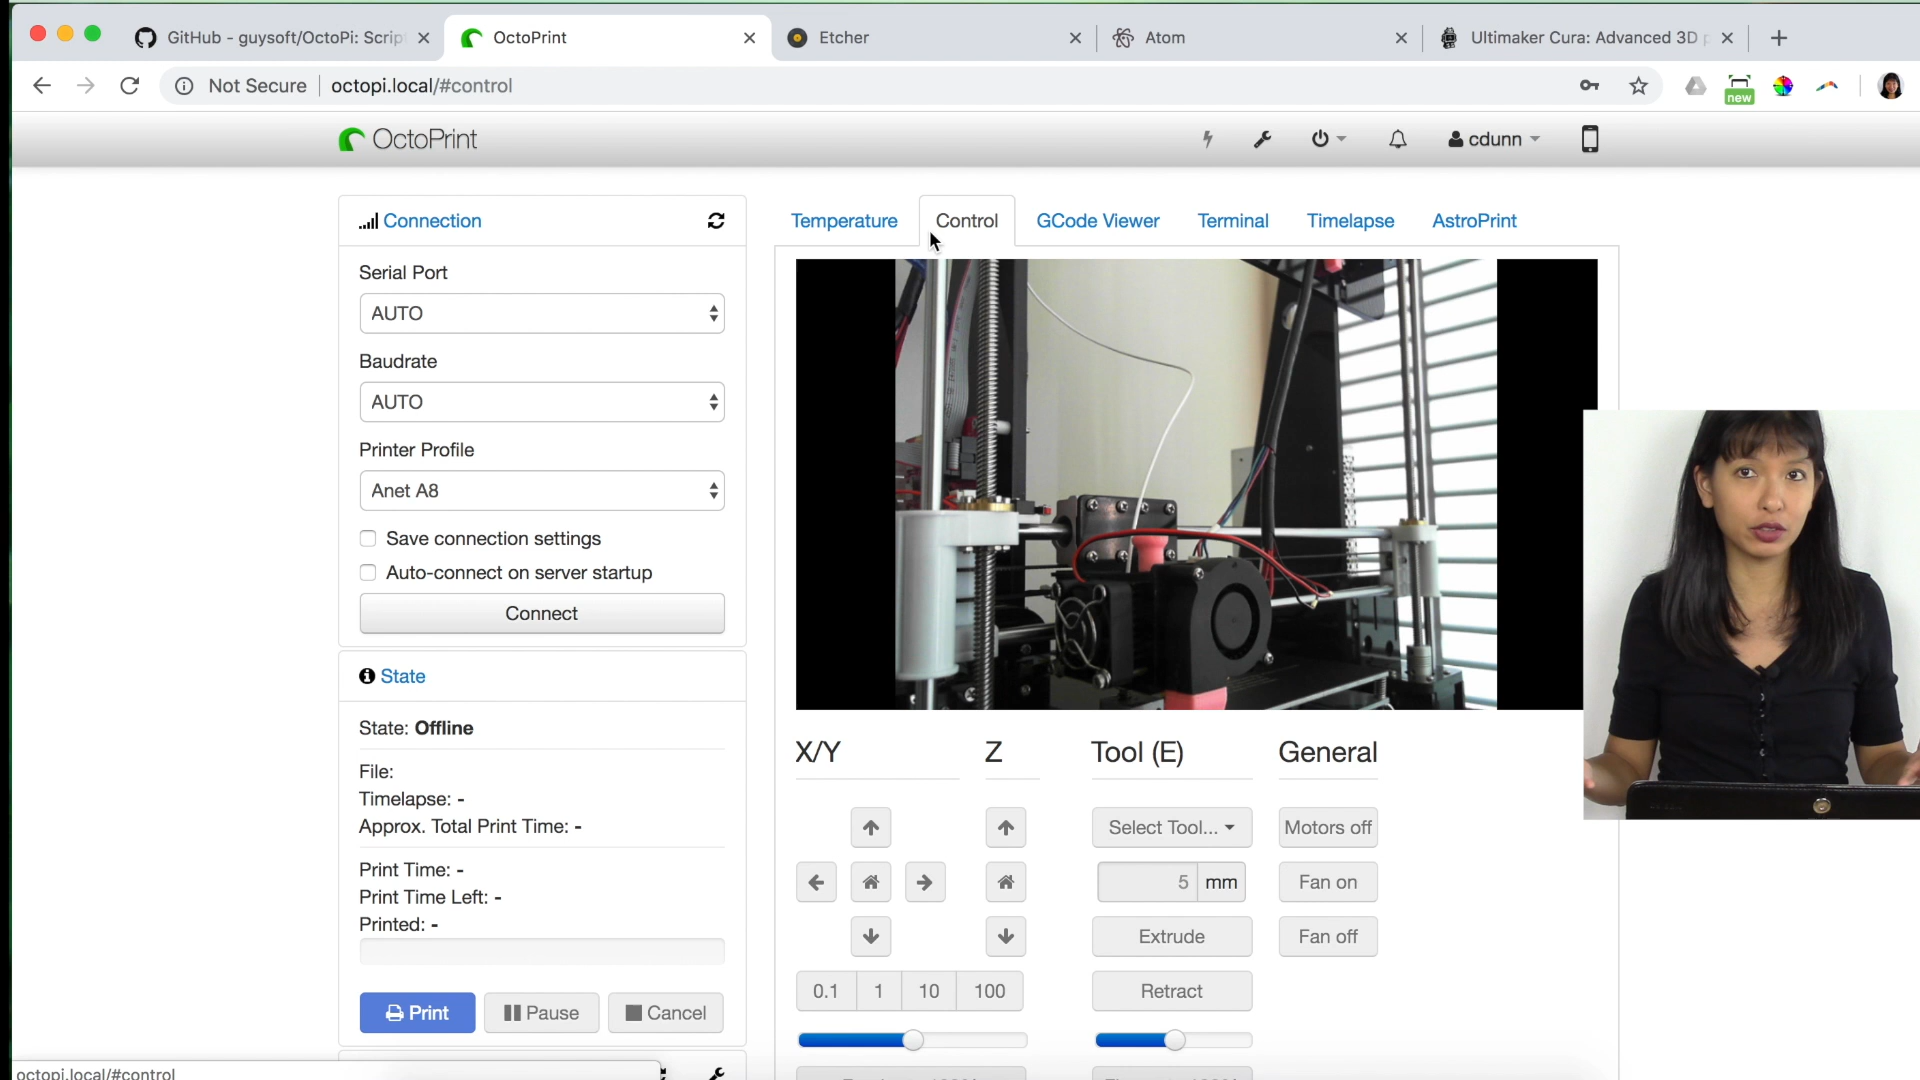 GitHub - guysoft/OctoPi: Scrip
OctoPrint
Etcher
Atom
Ultimaker Cura: Advanced 3D p
Not Secure
octopi.local/#control
new
OctoPrint
cdunn
Connection
Temperature
Control
GCode Viewer
Terminal
Timelapse
AstroPrint
Serial Port
AUTO
Baudrate
AUTO
Printer Profile
Anet A8
Save connection settings
Auto-connect on server startup
Connect
State
State: Offline
File:
Timelapse: -
Approx. Total Print Time: -
Print Time: -
Print Time Left: -
Printed: -
Print
Pause
Cancel
X/Y
Z
Tool (E)
General
Select Tool...
Motors off
5 mm
Fan on
Extrude
Fan off
0.1 1 10 100
Retract
octopi.local/#control